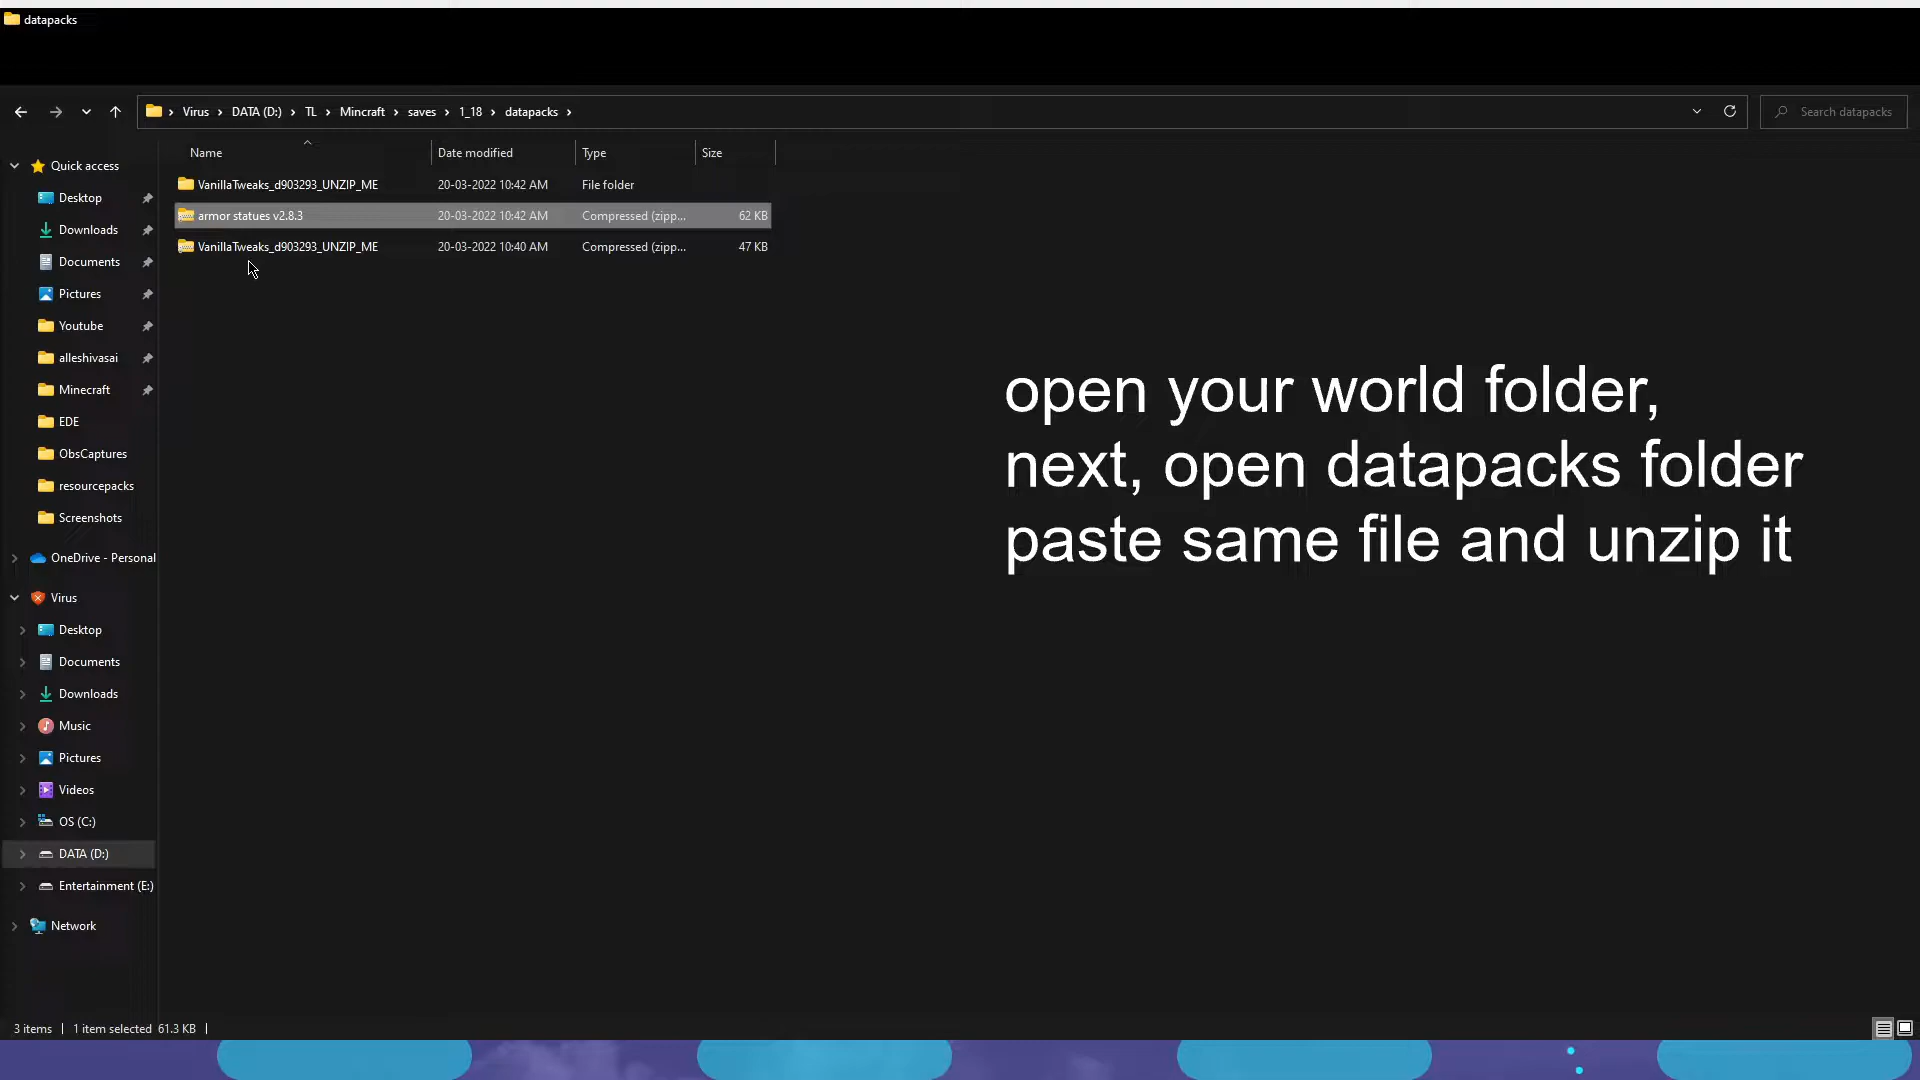 datapacks
Virus > DATA (D:) > TL > Mincraft > saves > 1_18 > datapacks >
Search datapacks
Name Date modified Type Size
VanillaTweaks_d903293_UNZIP_ME 20-03-2022 10:42 AM File folder
armor statues v2.8.3 20-03-2022 10:42 AM Compressed (zipp... 62 KB
VanillaTweaks_d903293_UNZIP_ME 20-03-2022 10:40 AM Compressed (zipp... 47 KB
Quick access
Desktop
Downloads
Documents
Pictures
Youtube
alleshivasai
Minecraft
EDE
ObsCaptures
resourcepacks
Screenshots
OneDrive - Personal
Virus
Desktop
Documents
Downloads
Music
Pictures
Videos
OS (C:)
DATA (D:)
Entertainment (E:)
Network
open your world folder,
next, open datapacks folder
paste same file and unzip it
3 items | 1 item selected 61.3 KB |